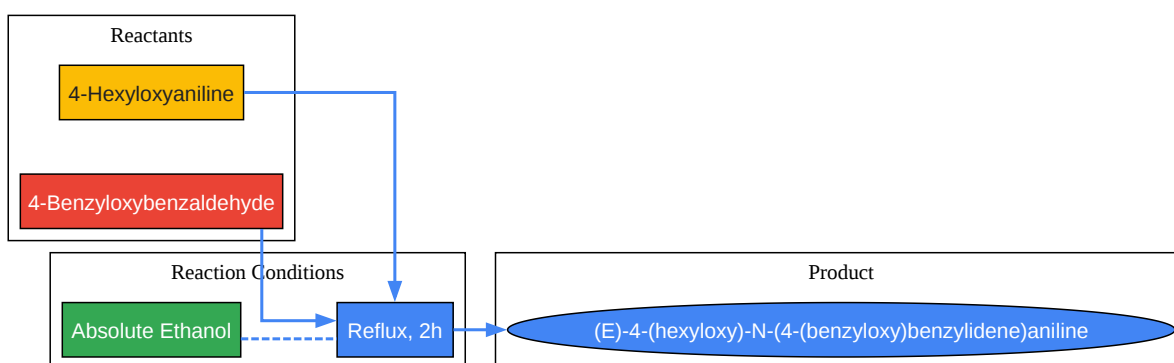 Reactants
4-Hexyloxyaniline
4-Benzyloxybenzaldehyde
Reaction Conditions
Absolute Ethanol
Reflux, 2h
Product
(E)-4-(hexyloxy)-N-(4-(benzyloxy)benzylidene)aniline